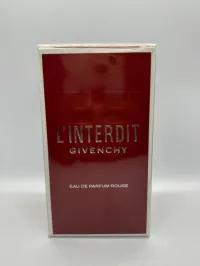 L'INTERDIT
GIVENCHY
EAU DE PARFUM ROUGE